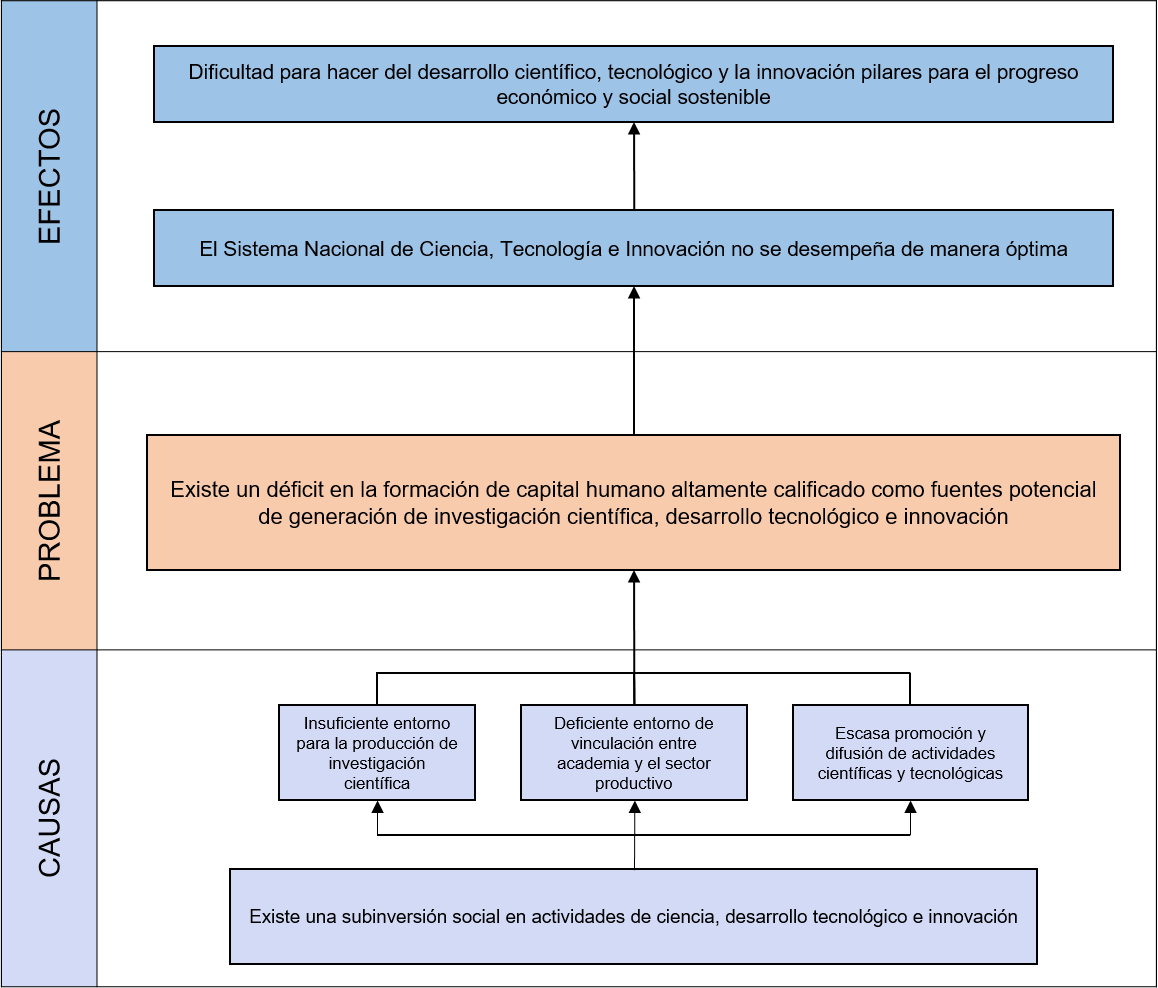 EFECTOS
Dificultad para hacer del desarrollo científico, tecnológico y la innovación pilares para el progreso
económico y social sostenible
El Sistema Nacional de Ciencia, Tecnología e Innovación no se desempeña de manera óptima
PROBLEMA
Existe un déficit en la formación de capital humano altamente calificado como fuentes potencial
de generación de investigación científica, desarrollo tecnológico e innovación
CAUSAS
Insuficiente entorno
para la producción de
investigación
científica
Deficiente entorno de
vinculación entre
academia y el sector
productivo
Escasa promoción y
difusión de actividades
científicas y tecnológicas
Existe una subinversión social en actividades de ciencia, desarrollo tecnológico e innovación